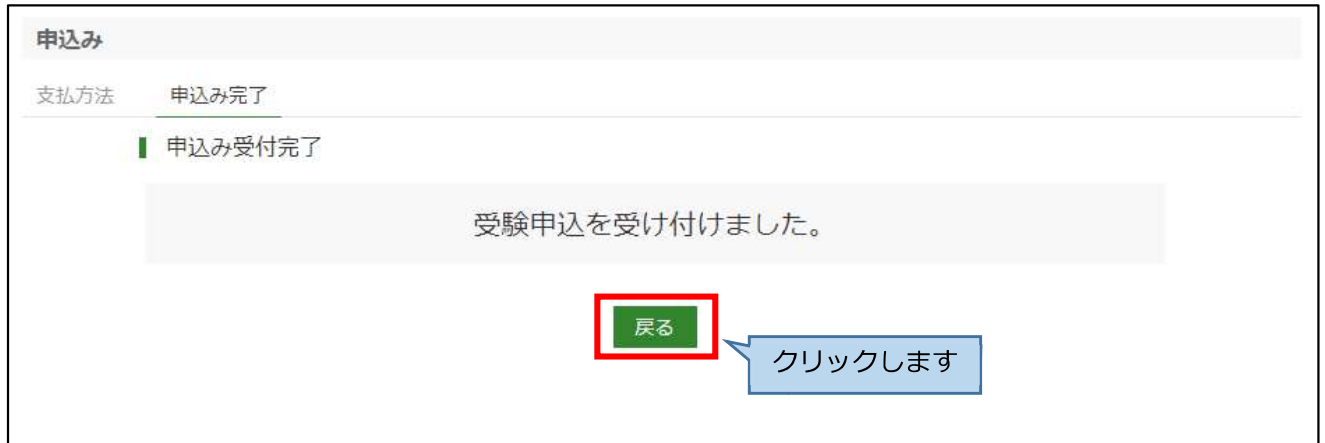 申込み
支払方法 申込み完了
申込み受付完了
受験申込を受け付けました。
戻る
クリックします